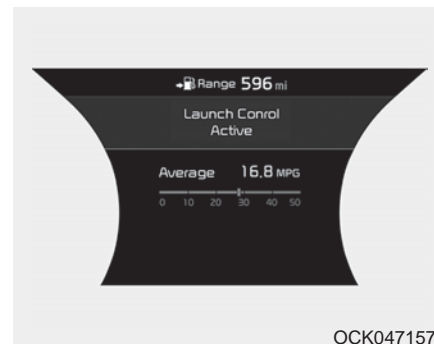 Range 596 mi
Launch Conrol
Active
Average 16.8 MPG
0 10 20 30 40 50
OCK047157